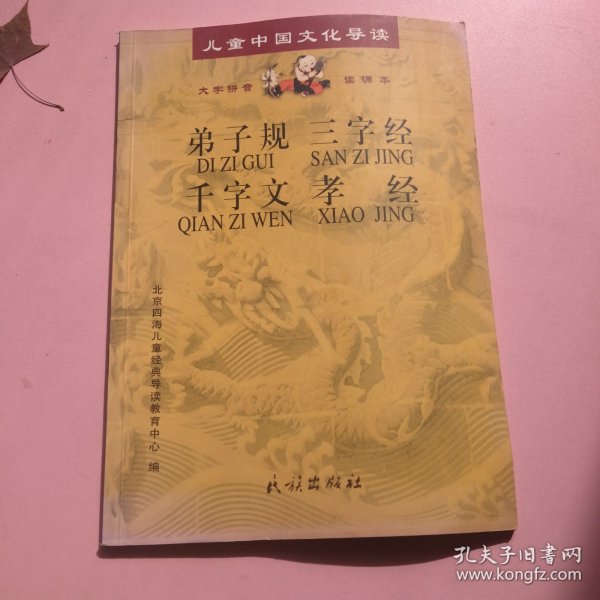 儿童中国文化导读
大字拼音 读诵本
弟子规 三字经
DI ZI GUI SAN ZI JING
千字文 孝经
QIAN ZI WEN XIAO JING
北京四海儿童经典导读教育中心 编
民族出版社
孔夫子旧书网
www.kongfz.com